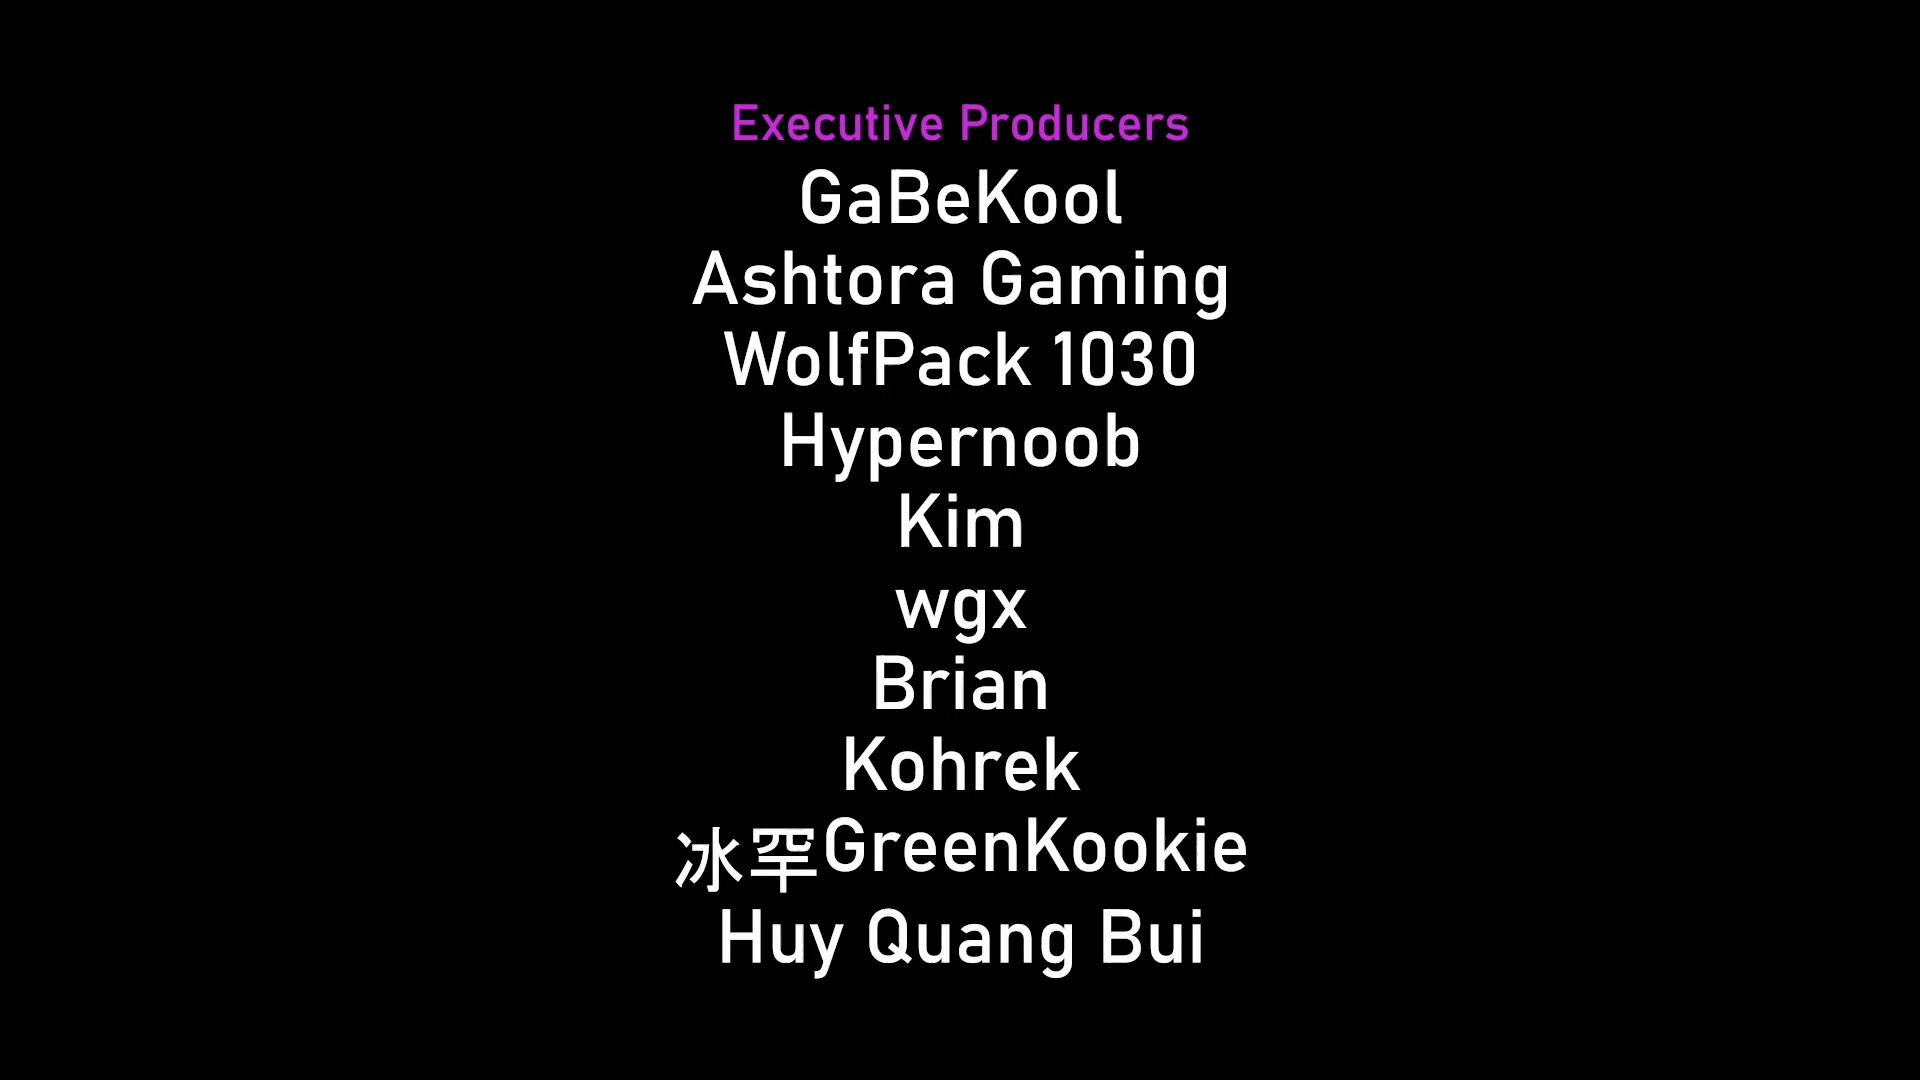 Executive Producers
GaBeKool
Ashtora Gaming
WolfPack 1030
Hypernoob
Kim
wgx
Brian
Kohrek
冰罕GreenKookie
Huy Quang Bui